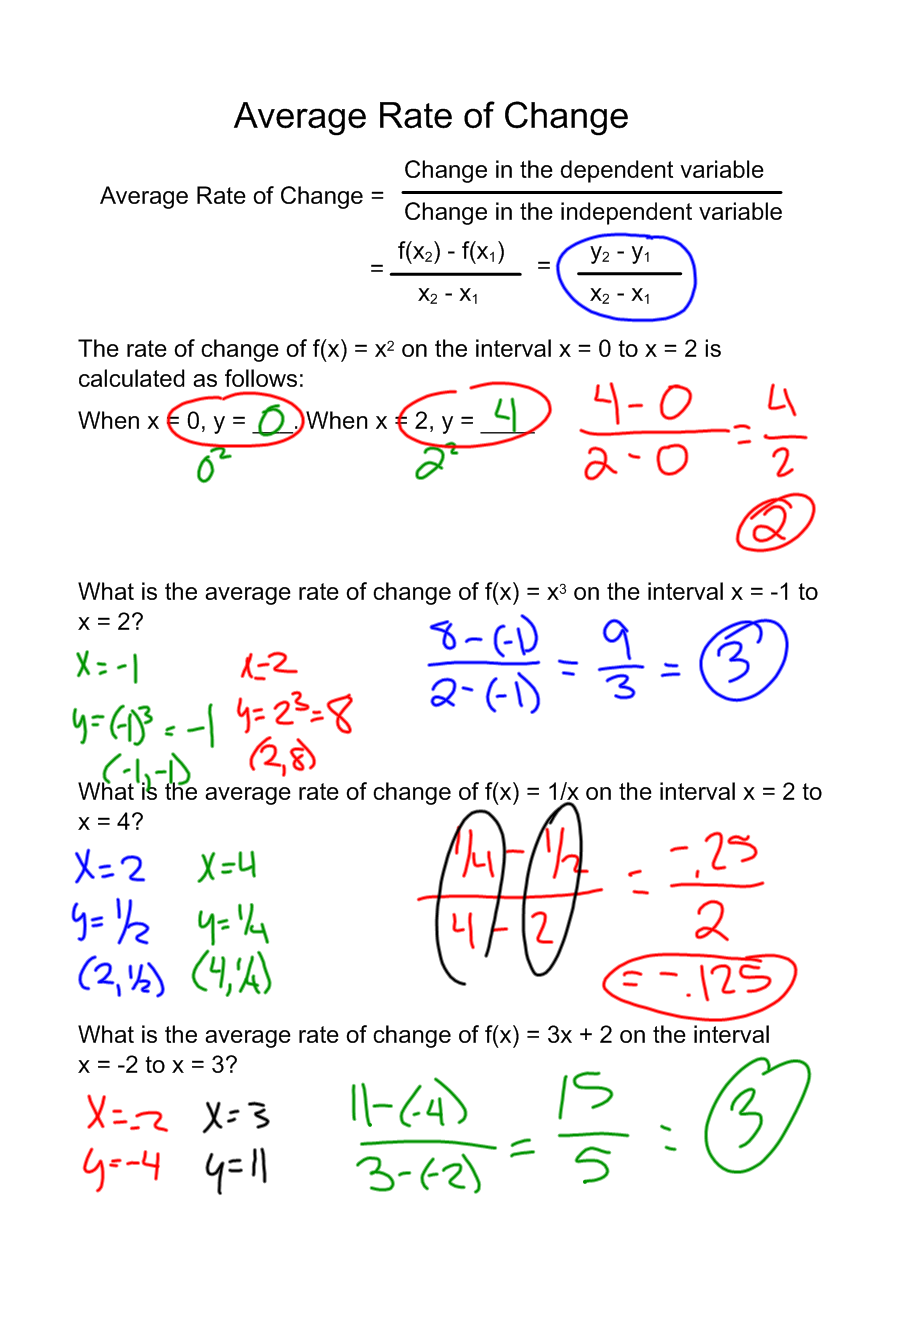 Average Rate of Change
Change in the dependent variable
Average Rate of Change =
Change in the independent variable
= f(x₂) - f(x₁) = y₂ - y₁
x₂ - x₁ x₂ - x₁
The rate of change of f(x) = x² on the interval x = 0 to x = 2 is
calculated as follows:
When x = 0, y = 0. When x = 2, y = 4
0² 2²
4 - 0 = 4
2 - 0 2
2
What is the average rate of change of f(x) = x³ on the interval x = -1 to
x = 2?
x = -1 x = 2
y = (-1)³ = -1 y = 2³ = 8
(-1, -1) (2, 8)
8 - (-1) = 9 = 3
2 - (-1) 3
What is the average rate of change of f(x) = 1/x on the interval x = 2 to
x = 4?
x = 2 x = 4
y = 1/2 y = 1/4
(2, 1/2) (4, 1/4)
1/4 - 1/2 = -.25
4 - 2 2
= -.125
What is the average rate of change of f(x) = 3x + 2 on the interval
x = -2 to x = 3?
x = -2 x = 3
y = -4 y = 11
11 - (-4) = 15 = 3
3 - (-2) 5